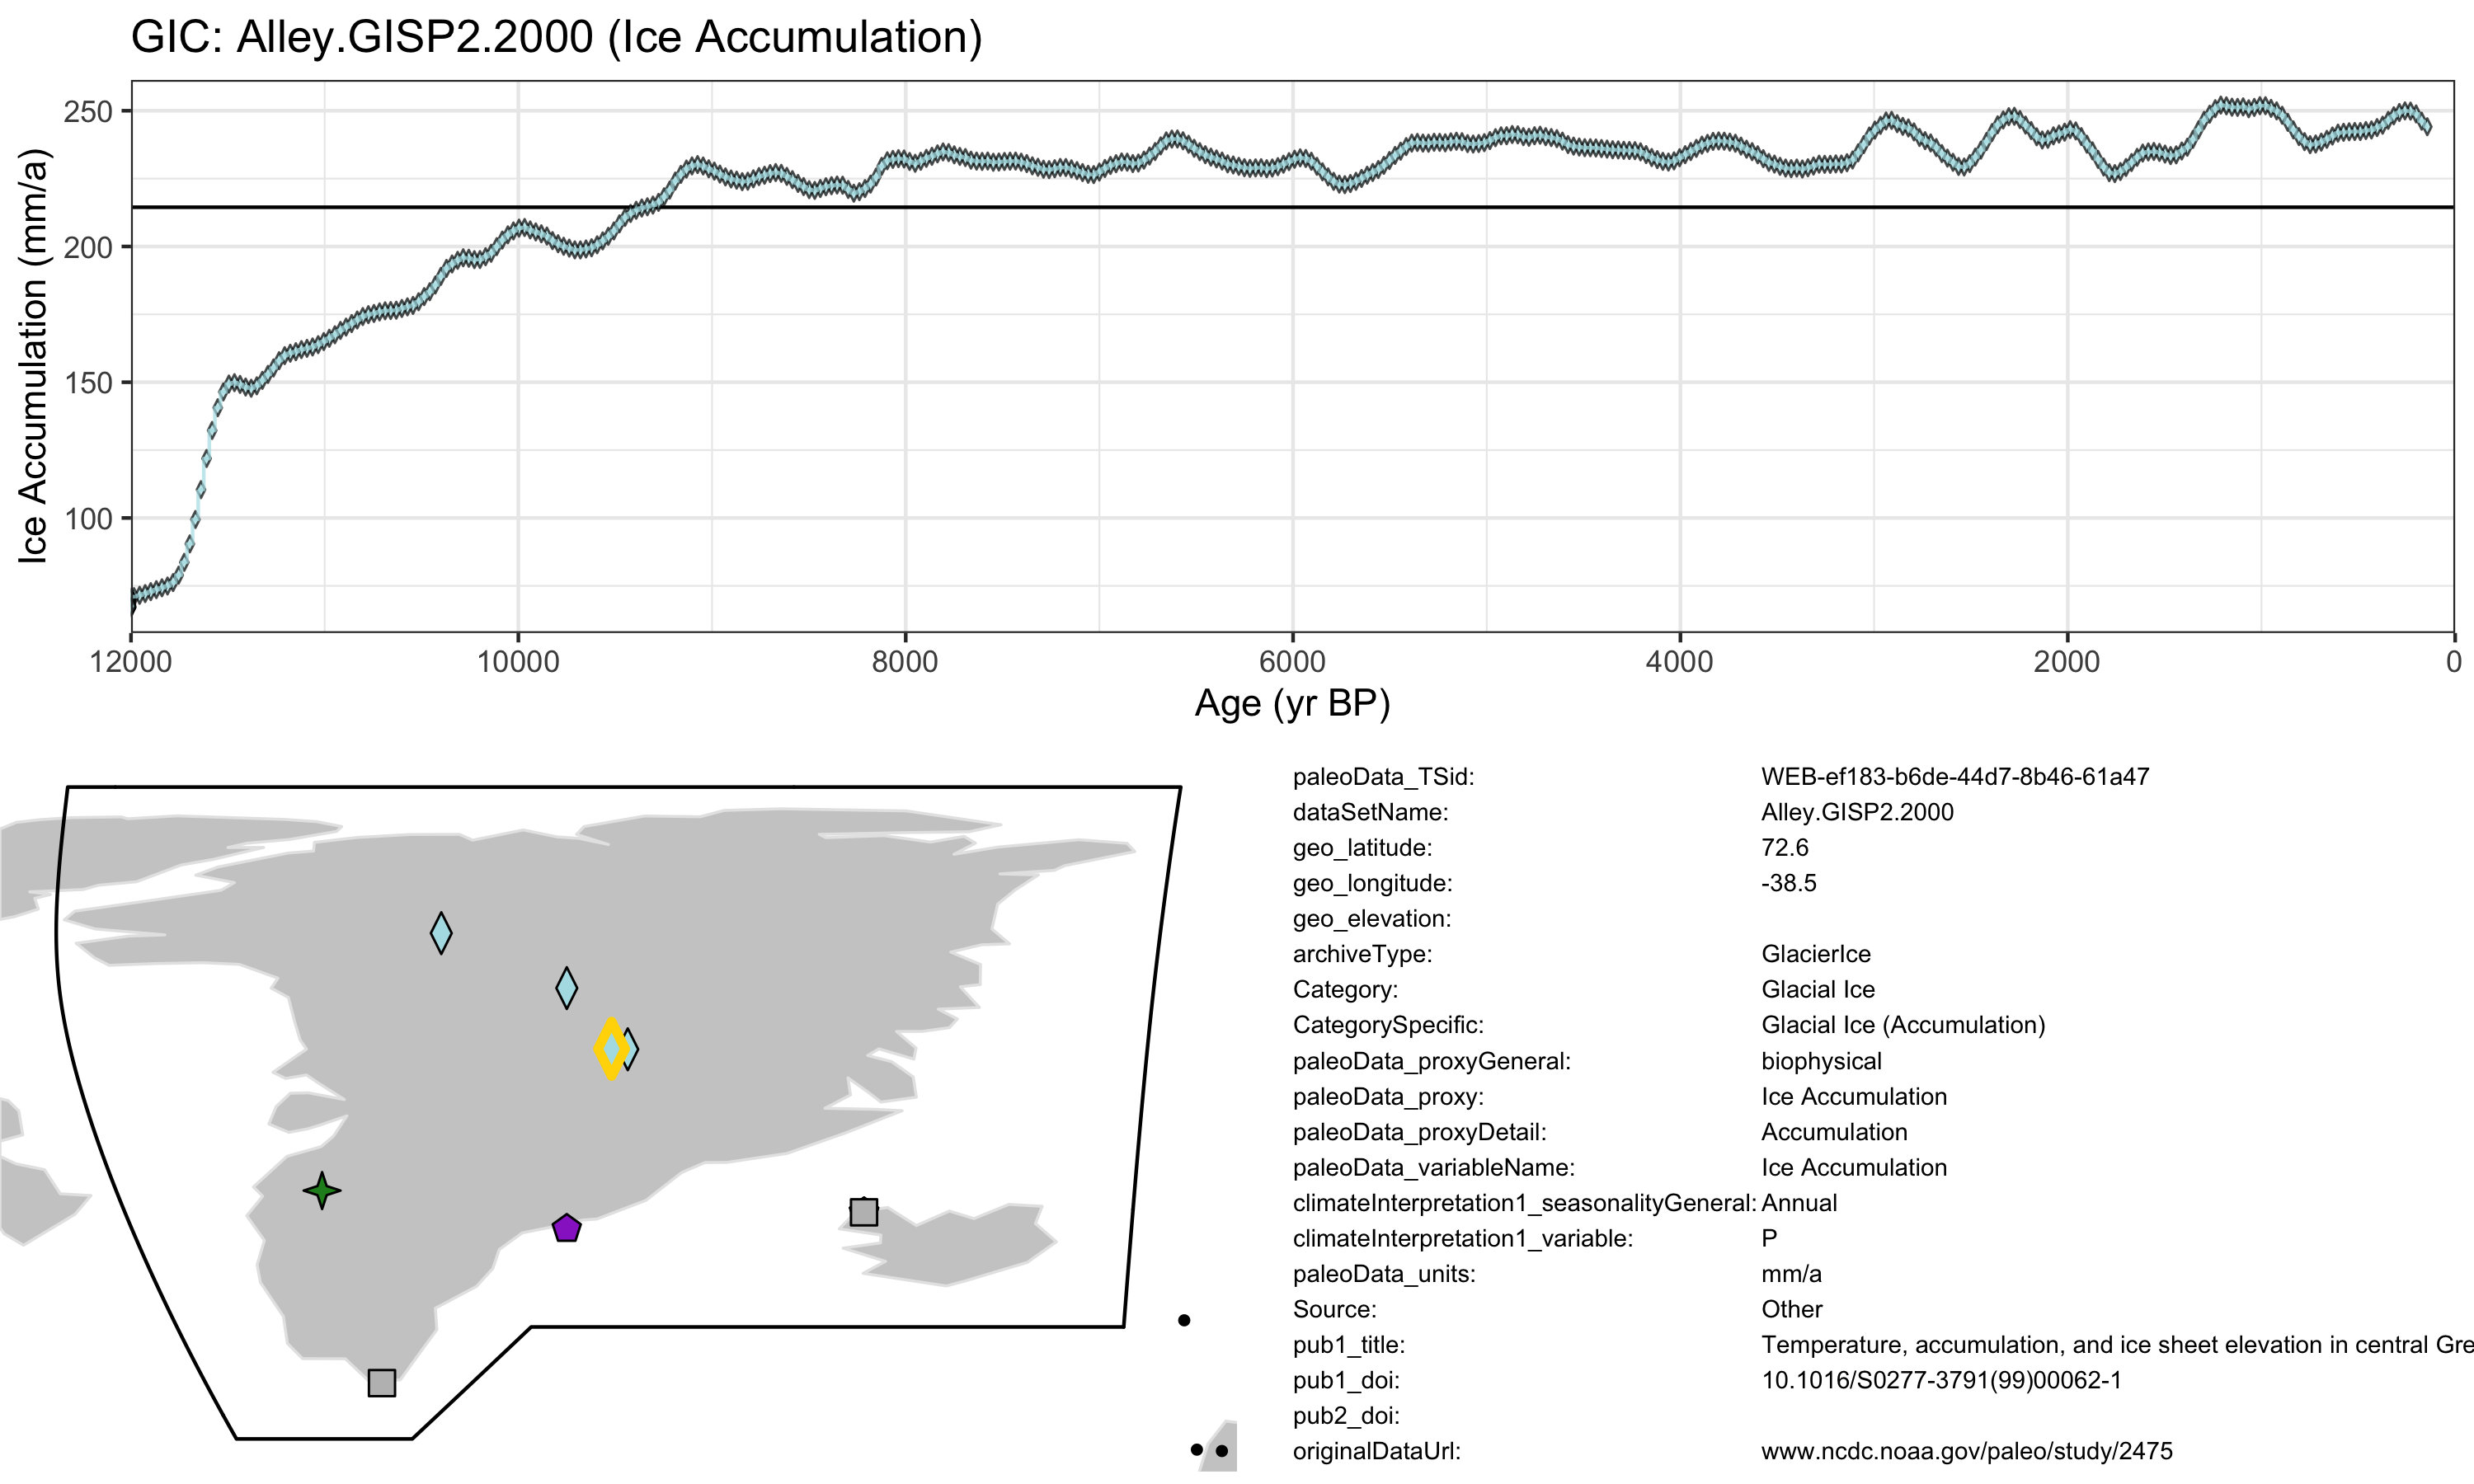 GIC: Alley.GISP2.2000 (Ice Accumulation)
Ice Accumulation (mm/a)
250
200
150
100
12000 10000 8000 6000 4000 2000 0
Age (yr BP)
paleoData_TSid: WEB-ef183-b6de-44d7-8b46-61a47
dataSetName: Alley.GISP2.2000
geo_latitude: 72.6
geo_longitude: -38.5
geo_elevation:
archiveType: GlacierIce
Category: Glacial Ice
CategorySpecific: Glacial Ice (Accumulation)
paleoData_proxyGeneral: biophysical
paleoData_proxy: Ice Accumulation
paleoData_proxyDetail: Accumulation
paleoData_variableName: Ice Accumulation
climateInterpretation1_seasonalityGeneral: Annual
climateInterpretation1_variable: P
paleoData_units: mm/a
Source: Other
pub1_title: Temperature, accumulation, and ice sheet elevation in central Gre
pub1_doi: 10.1016/S0277-3791(99)00062-1
pub2_doi:
originalDataUrl: www.ncdc.noaa.gov/paleo/study/2475